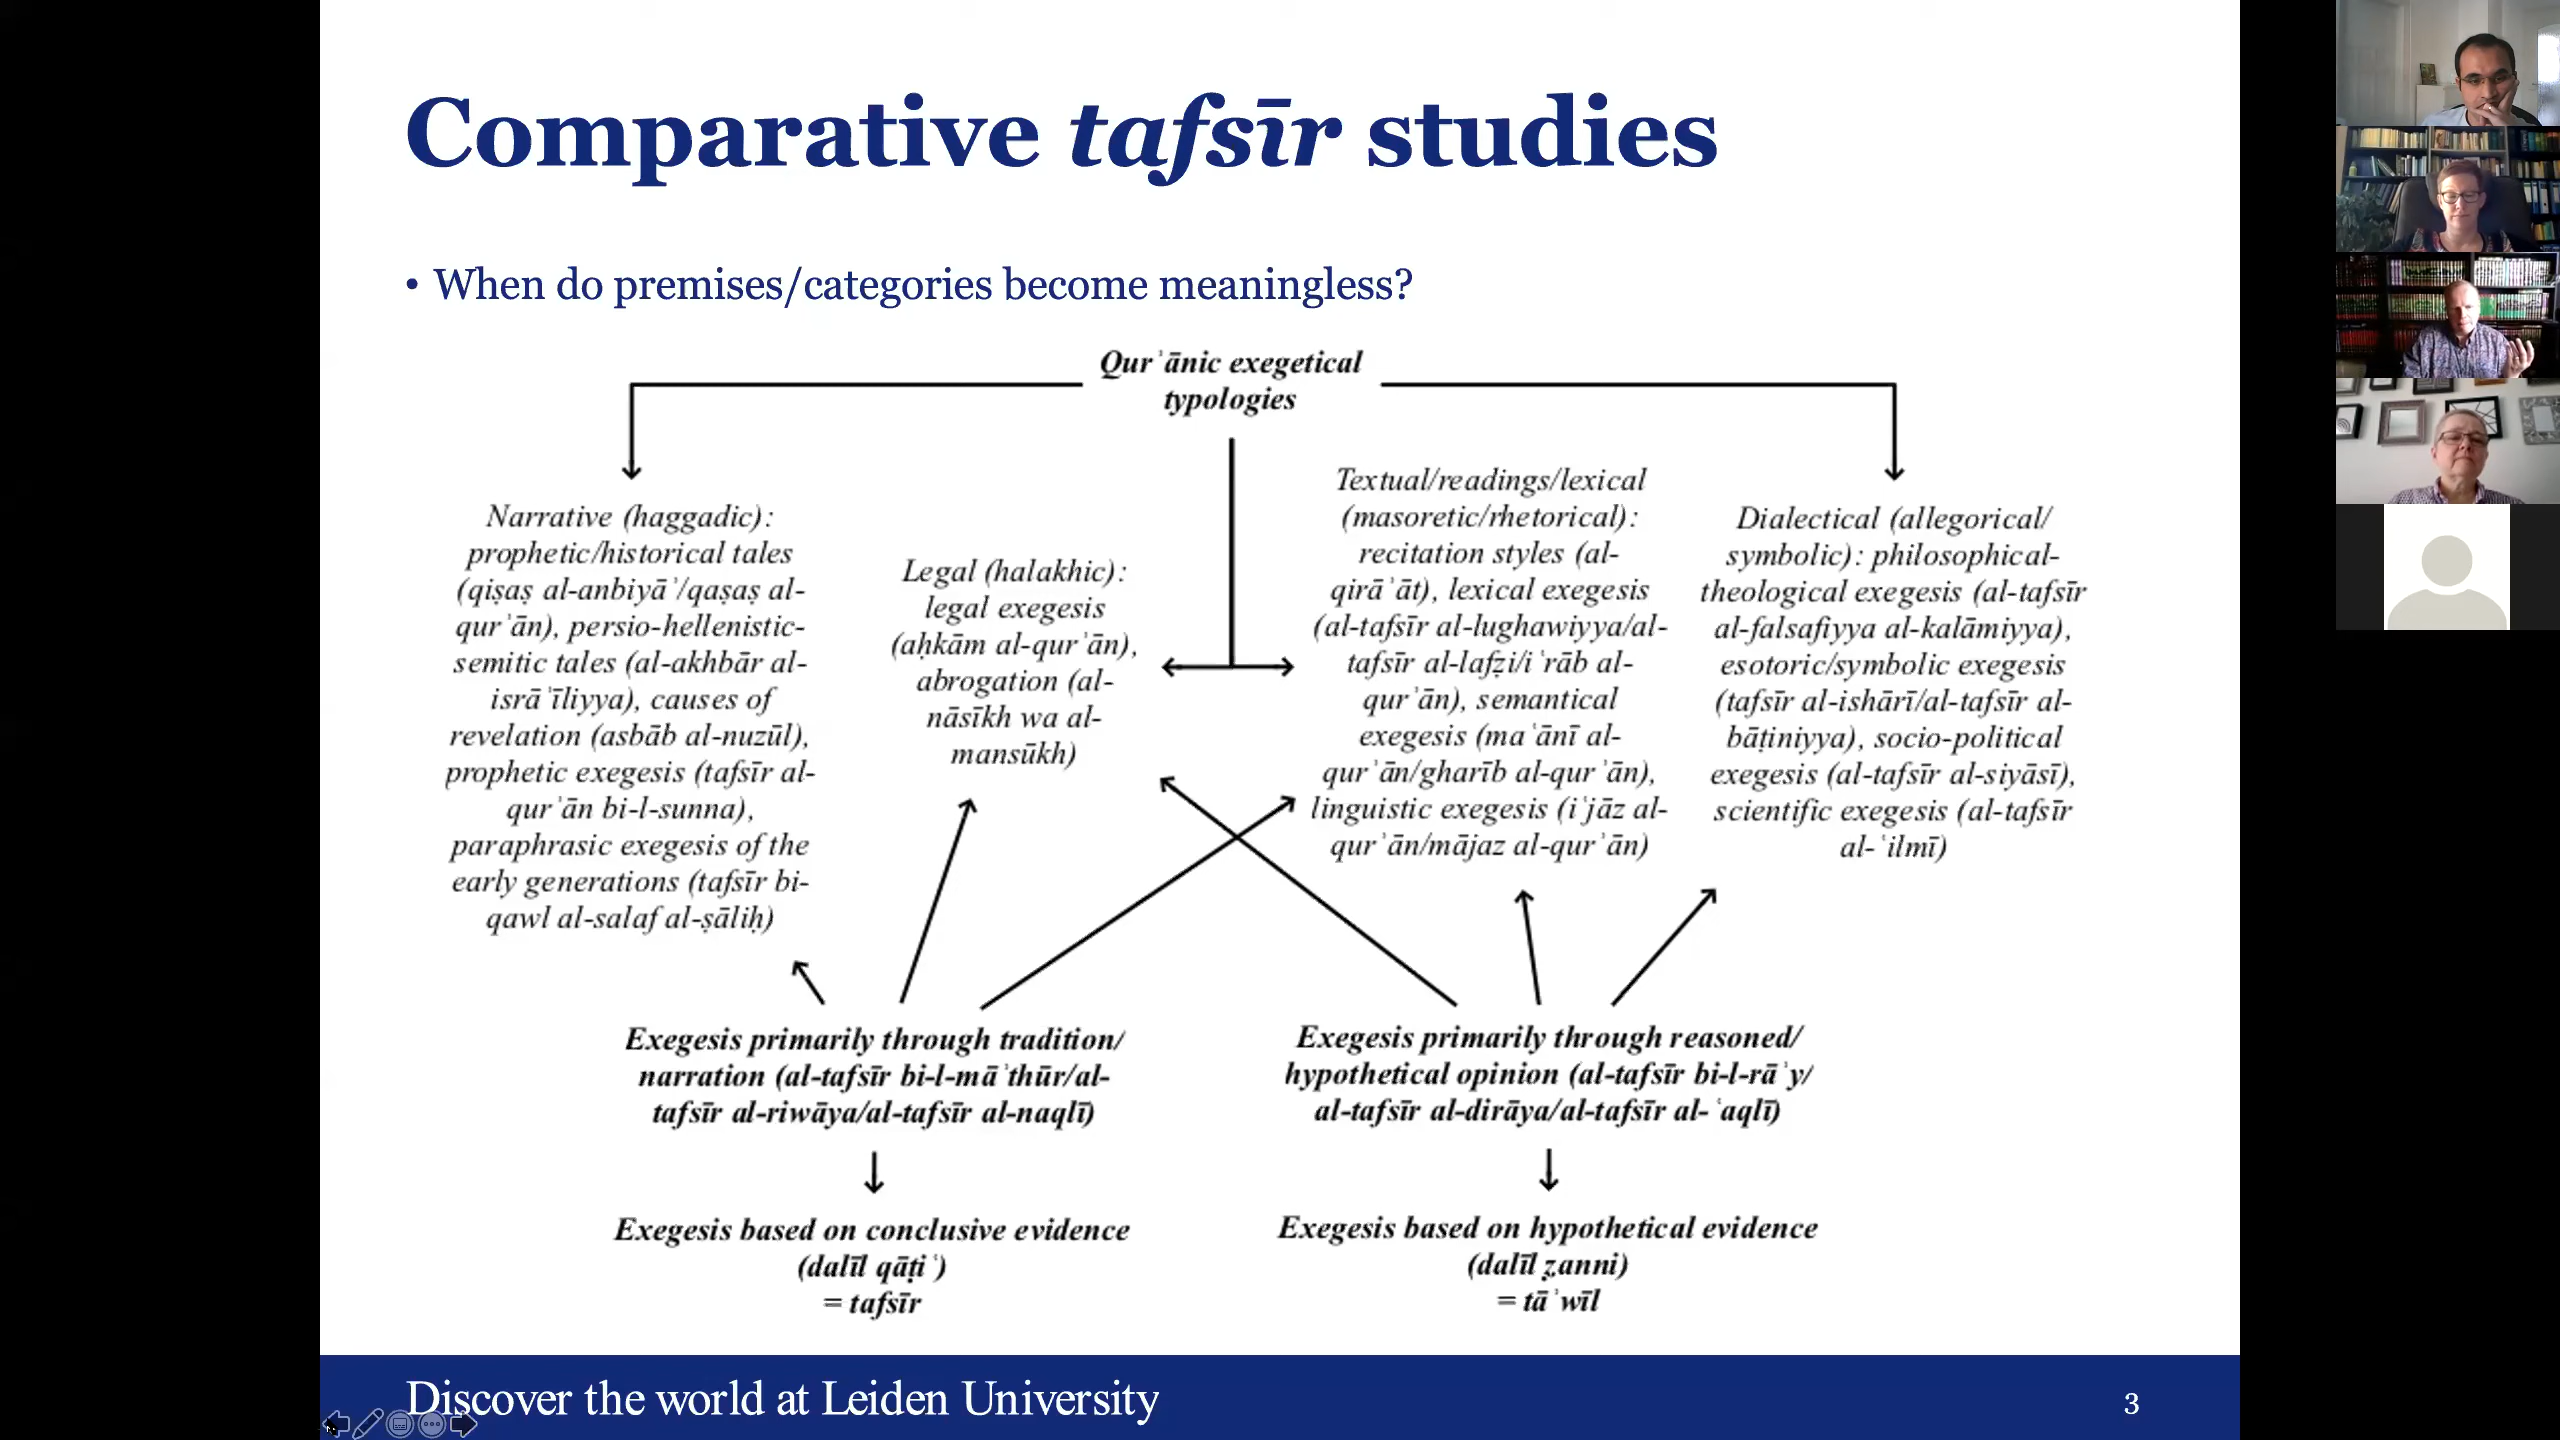 Comparative tafsīr studies
• When do premises/categories become meaningless?
Qurʾānic exegetical
typologies
Narrative (haggadic):
prophetic/historical tales
(qiṣaṣ al-anbiyāʾ/qaṣaṣ al-
qurʾān), persio-hellenistic-
semitic tales (al-akhbār al-
isrāʾīliyya), causes of
revelation (asbāb al-nuzūl),
prophetic exegesis (tafsīr al-
qurʾān bi-l-sunna),
paraphrasic exegesis of the
early generations (tafsīr bi-
qawl al-salaf al-ṣāliḥ)
Legal (halakhic):
legal exegesis
(aḥkām al-qurʾān),
abrogation (al-
nāsīkh wa al-
mansūkh)
Textual/readings/lexical
(masoretic/rhetorical):
recitation styles (al-
qirāʾāt), lexical exegesis
(al-tafsīr al-lughawiyya/al-
tafsīr al-lafẓi/iʿrāb al-
qurʾān), semantical
exegesis (maʿānī al-
qurʾān/gharīb al-qurʾān),
linguistic exegesis (iʿjāz al-
qurʾān/mājaz al-qurʾān)
Dialectical (allegorical/
symbolic): philosophical-
theological exegesis (al-tafsīr
al-falsafiyya al-kalāmiyya),
esotoric/symbolic exegesis
(tafsīr al-ishārī/al-tafsīr al-
bāṭiniyya), socio-political
exegesis (al-tafsīr al-siyāsī),
scientific exegesis (al-tafsīr
al-ʿilmī)
Exegesis primarily through tradition/
narration (al-tafsīr bi-l-māʾthūr/al-
tafsīr al-riwāya/al-tafsīr al-naqlī)
Exegesis primarily through reasoned/
hypothetical opinion (al-tafsīr bi-l-rāʾy/
al-tafsīr al-dirāya/al-tafsīr al-ʿaqlī)
Exegesis based on conclusive evidence
(dalīl qāṭiʿ)
= tafsīr
Exegesis based on hypothetical evidence
(dalīl ẓanni)
= tāʾwīl
Discover the world at Leiden University
3